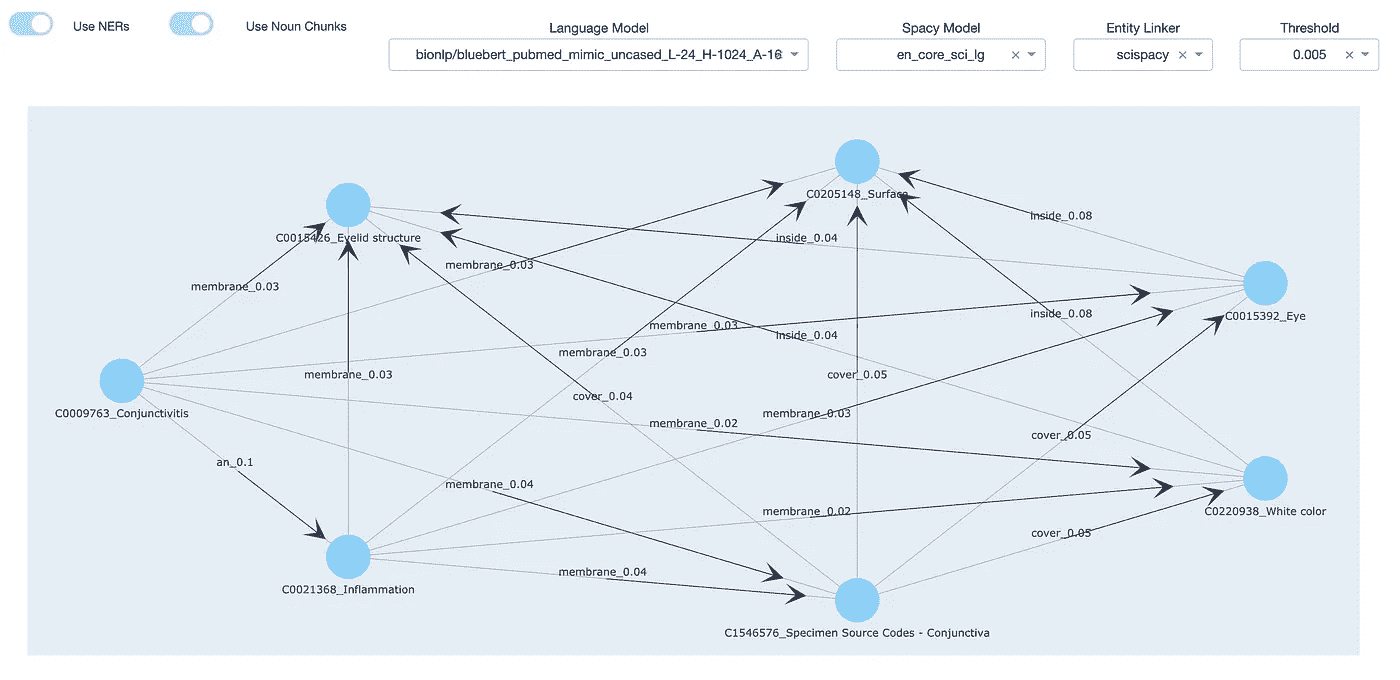 Use NERs
Use Noun Chunks
Language Model
Spacy Model
Entity Linker
Threshold
bionlp/bluebert_pubmed_mimic_uncased_L-24_H-1024_A-16
en_core_sci_lg
scispacy
0.005
C0205148_Surface
inside_0.08
C0015426_Eyelid structure
inside_0.04
membrane_0.03
membrane_0.03
C0015392_Eye
inside_0.08
membrane_0.03
inside_0.04
membrane_0.03
membrane_0.03
cover_0.05
cover_0.04
C0009763_Conjunctivitis
membrane_0.03
membrane_0.02
cover_0.05
an_0.1
membrane_0.04
membrane_0.02
C0220938_White color
cover_0.05
membrane_0.04
C0021368_Inflammation
C1546576_Specimen Source Codes - Conjunctiva